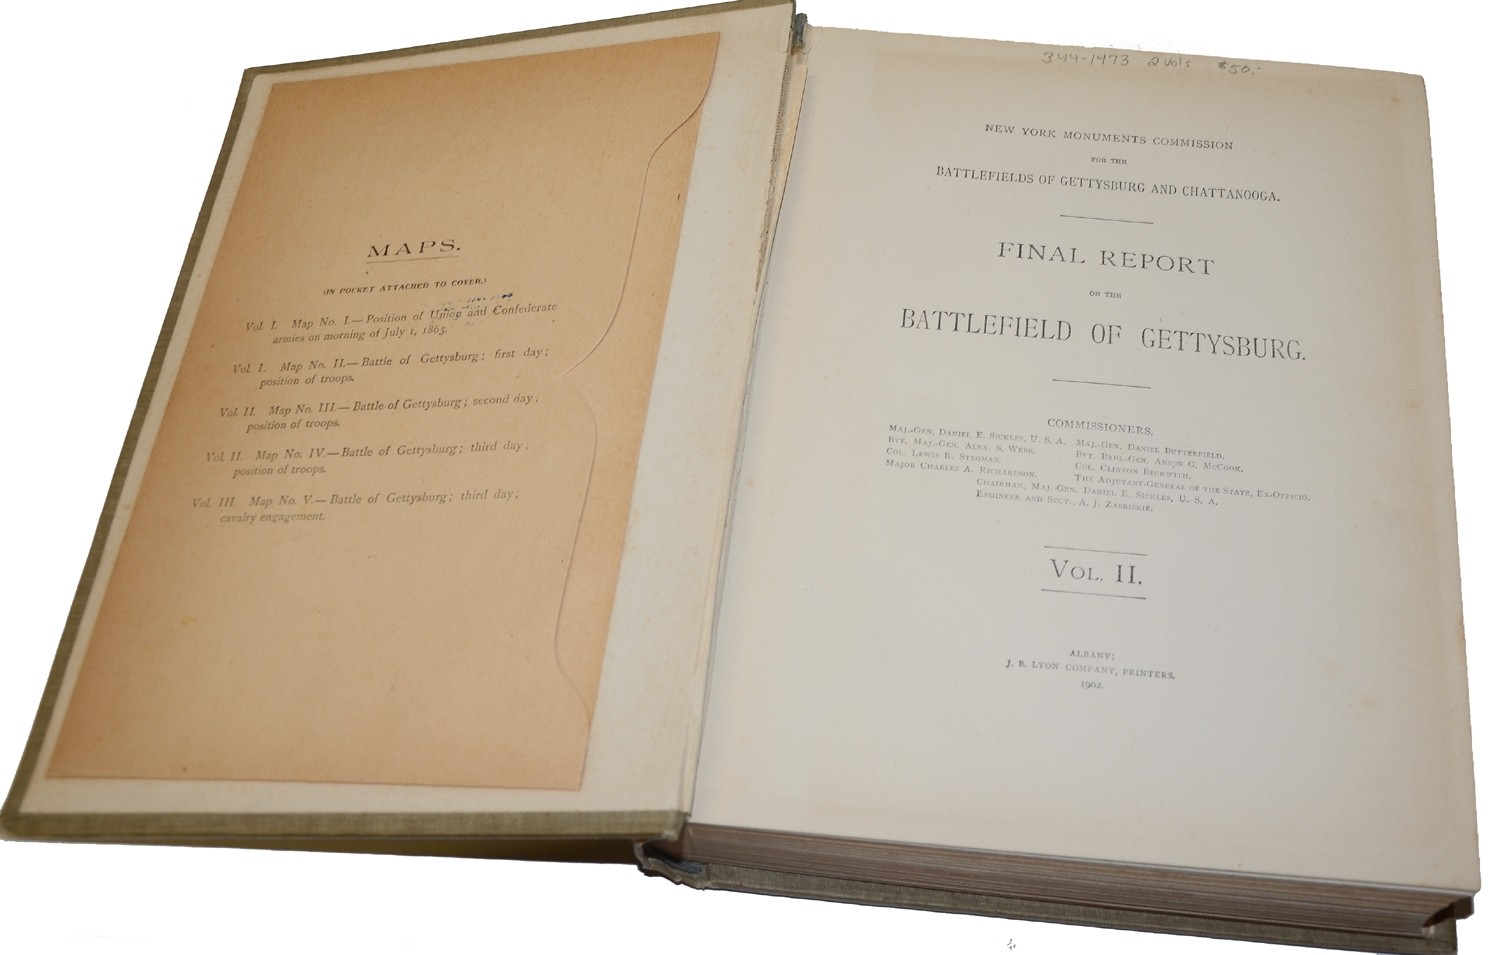 MAPS.
(IN POCKET ATTACHED TO COVER.)
Vol. I. Map No. I.—Position of Union and Confederate
armies on morning of July 1, 1863.
Vol. I. Map No. II.—Battle of Gettysburg; first day;
position of troops.
Vol. II. Map No. III.—Battle of Gettysburg; second day;
position of troops.
Vol. II. Map No. IV.—Battle of Gettysburg; third day;
position of troops.
Vol. III. Map No. V.—Battle of Gettysburg; third day;
cavalry engagement.
344-1473 2 Vols $50.-
NEW YORK MONUMENTS COMMISSION
FOR THE
BATTLEFIELDS OF GETTYSBURG AND CHATTANOOGA.
FINAL REPORT
ON THE
BATTLEFIELD OF GETTYSBURG.
COMMISSIONERS.
MAJ.-GEN. DANIEL E. SICKLES, U. S. A. MAJ.-GEN. DANIEL BUTTERFIELD,
BVT. MAJ.-GEN. ALEX. S. WEBB, BVT. BRIG.-GEN. ANSON G. MCCOOK,
COL. LEWIS R. STEGMAN, COL. CLINTON BECKWITH,
MAJOR CHARLES A. RICHARDSON, THE ADJUTANT-GENERAL OF THE STATE, EX-OFFICIO,
CHAIRMAN, MAJ.-GEN. DANIEL E. SICKLES, U. S. A.
ENGINEER AND SECT., A. J. ZABRISKIE.
VOL. II.
ALBANY:
J. B. LYON COMPANY, PRINTERS.
1902.